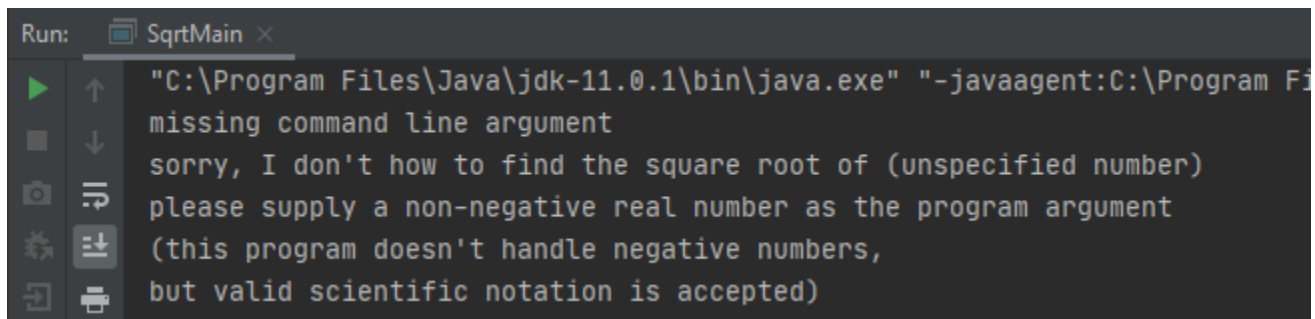 Run: SqrtMain
"C:\Program Files\Java\jdk-11.0.1\bin\java.exe" "-javaagent:C:\Program Fi
missing command line argument
sorry, I don't how to find the square root of (unspecified number)
please supply a non-negative real number as the program argument
(this program doesn't handle negative numbers,
but valid scientific notation is accepted)